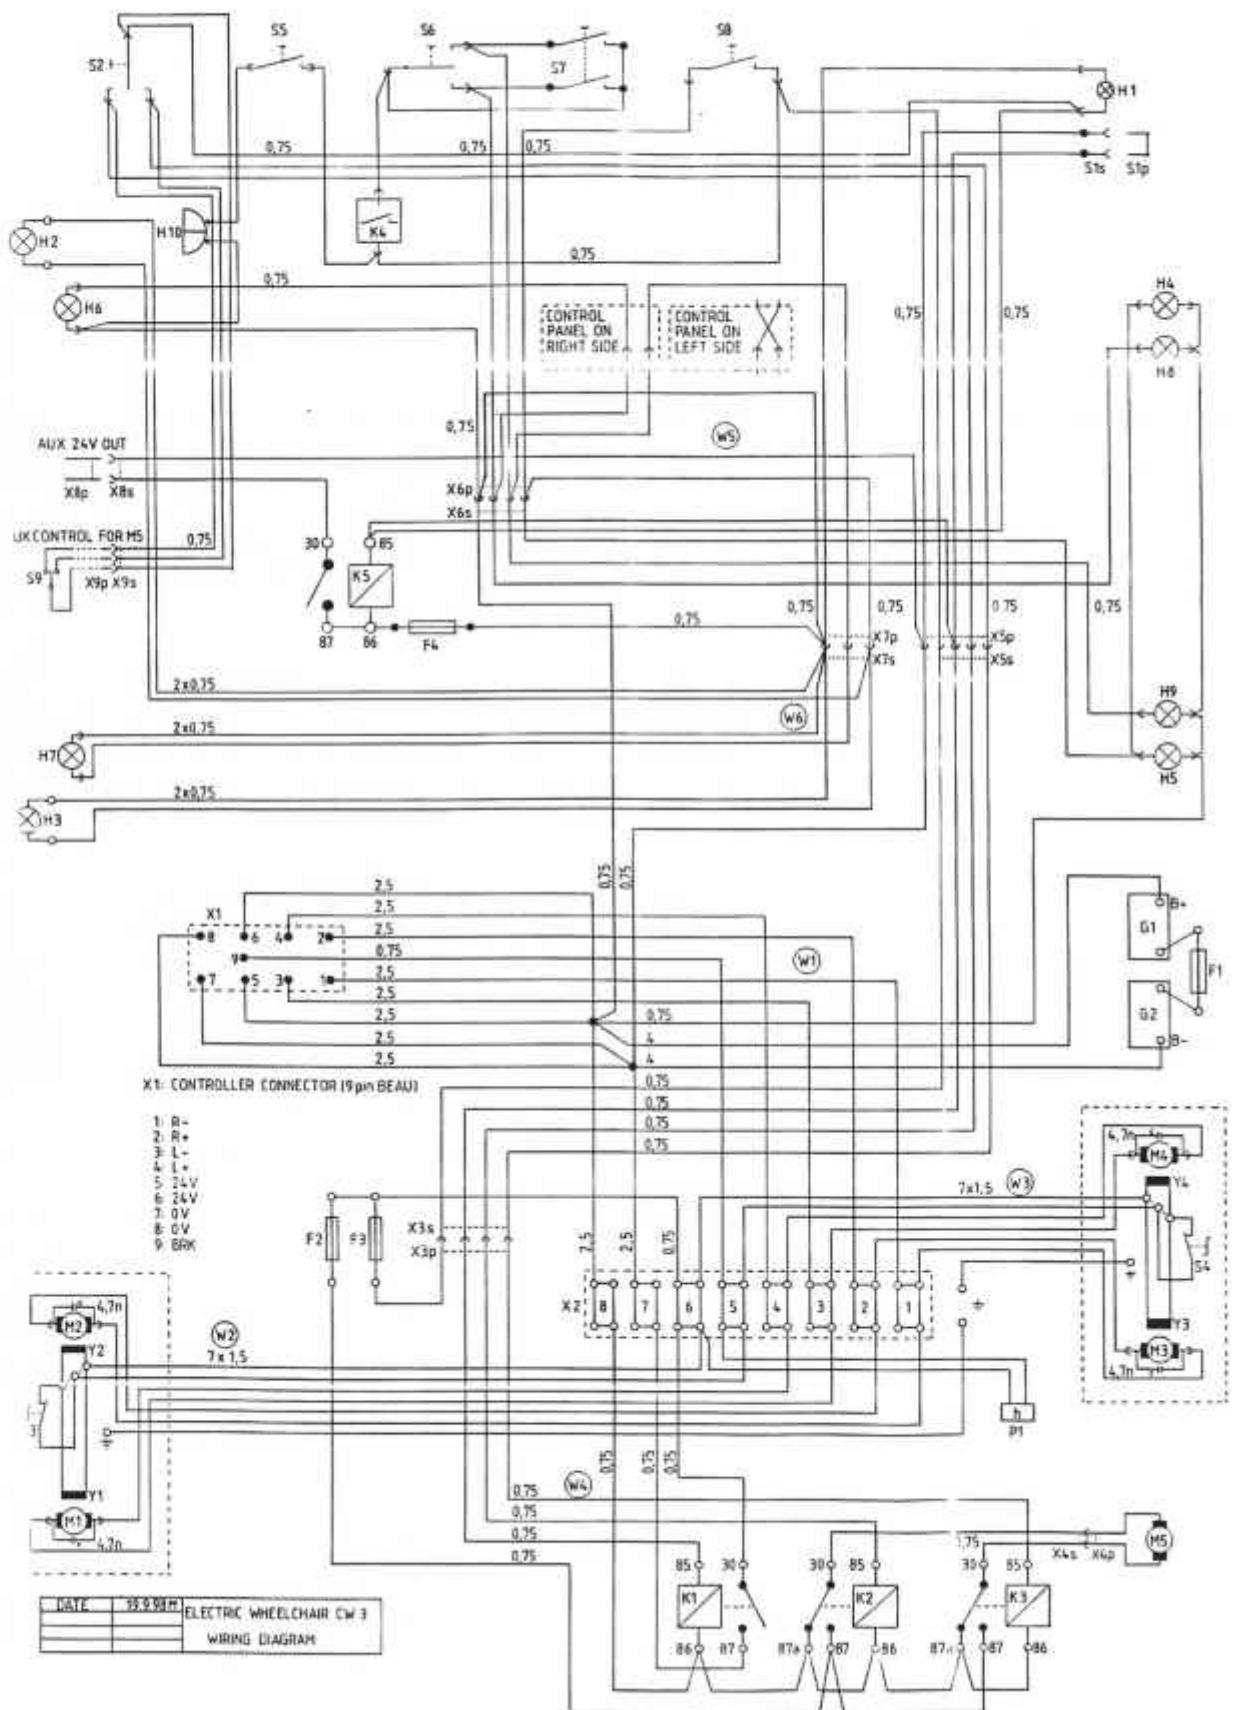 S5
S6
S8
S2
S7
H1
0,75
0,75
0,75
S1s
S1p
H2
H10
K4
0,75
0,75
H6
CONTROL
PANEL ON
RIGHT SIDE
CONTROL
PANEL ON
LEFT SIDE
0,75
0,75
H4
H8
0,75
W5
AUX 24V OUT
X8p X8s
X6p
X6s
UX CONTROL FOR M5
0,75
S9
X9p X9s
30
85
K5
87
86
F4
0,75
0,75
0,75
0 75
0,75
X7p
X7s
X5p
X5s
2x0,75
H9
W6
2x0,75
H7
M5
2x0,75
H3
0,75
0,75
2,5
X1
2,5
8 6 4 2
2,5
9
0,75
W1
7 5 3 1
2,5
2,5
2,5
0,75
2,5
4
2,5
4
B+
G1
F1
G2
B-
X1: CONTROLLER CONNECTOR (9 pin BEAU)
0,75
0,75
0,75
0,75
1: R-
2: R+
3: L-
4: L+
5 24V
6: 24V
7: 0V
8: 0V
9 BRK
4,7n
M4
Y4
7x1,5
W3
F2
F3
X3s
X3p
2,5
2,5
0,75
S4
X2
8 7 6 5 4 3 2 1
4,7n
M2
Y2
W2
7x1,5
Y3
M3
4,7n
3
h
P1
Y1
M1
4,7n
0,75
0,75
0,75
W4
0,75
0,75
0,75
0,75
,75
X4s X4p
M5
85 30 30 85 30 85
K1
K2
K3
86 87 87a 87 86 87a 87 86
DATE 19.9.98 ELECTRIC WHEELCHAIR CW 3
WIRING DIAGRAM